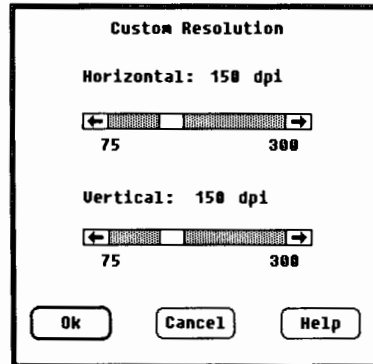 Custom Resolution
Horizontal: 150 dpi
75 300
Vertical: 150 dpi
75 300
Ok Cancel Help